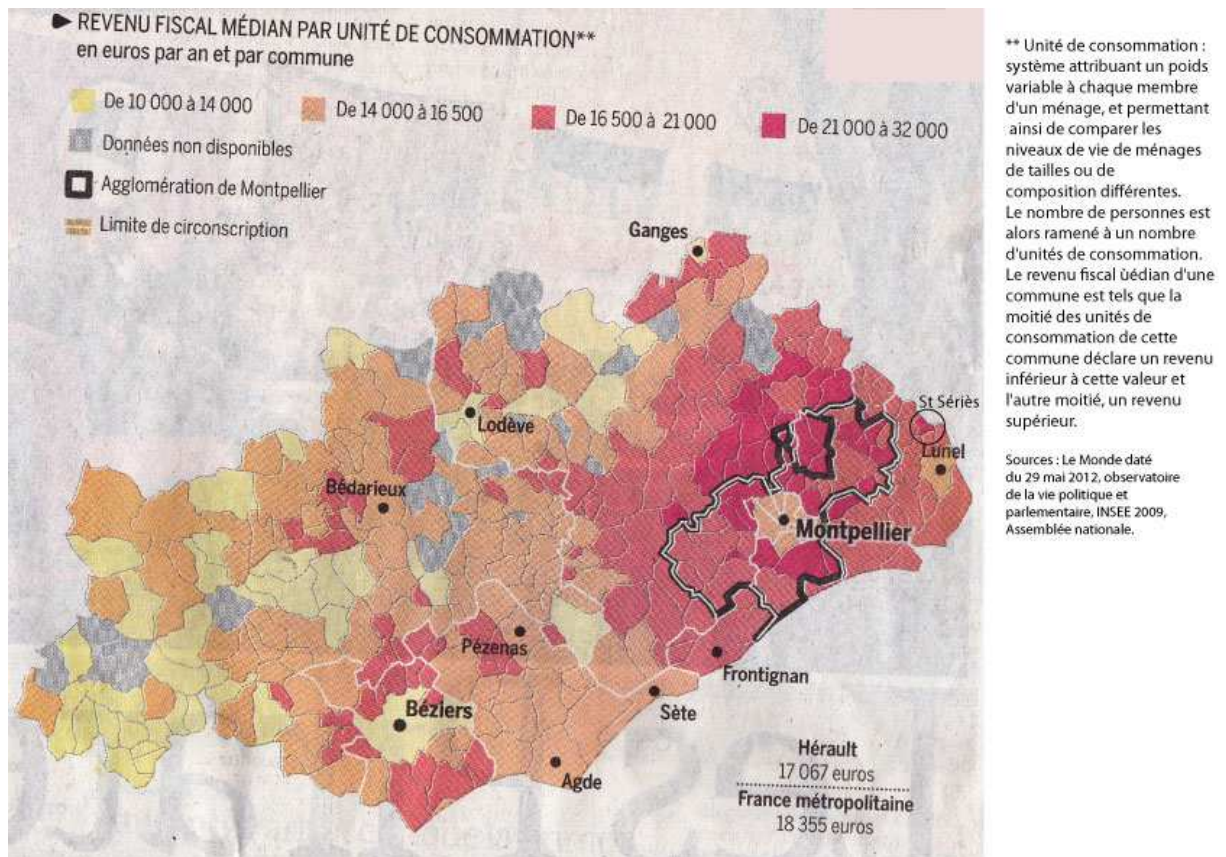 ► REVENU FISCAL MÉDIAN PAR UNITÉ DE CONSOMMATION**
en euros par an et par commune
De 10 000 à 14 000
De 14 000 à 16 500
De 16 500 à 21 000
De 21 000 à 32 000
Données non disponibles
Agglomération de Montpellier
Limite de circonscription
Ganges
Lodève
St Sériès
Lunel
Bédarieux
Montpellier
Pézenas
Frontignan
Sète
Béziers
Agde
Hérault
17 067 euros
France métropolitaine
18 355 euros
** Unité de consommation :
système attribuant un poids
variable à chaque membre
d'un ménage, et permettant
ainsi de comparer les
niveaux de vie de ménages
de tailles ou de
composition différentes.
Le nombre de personnes est
alors ramené à un nombre
d'unités de consommation.
Le revenu fiscal ùédian d'une
commune est tels que la
moitié des unités de
consommation de cette
commune déclare un revenu
inférieur à cette valeur et
l'autre moitié, un revenu
supérieur.
Sources : Le Monde daté
du 29 mai 2012, observatoire
de la vie politique et
parlementaire, INSEE 2009,
Assemblée nationale.